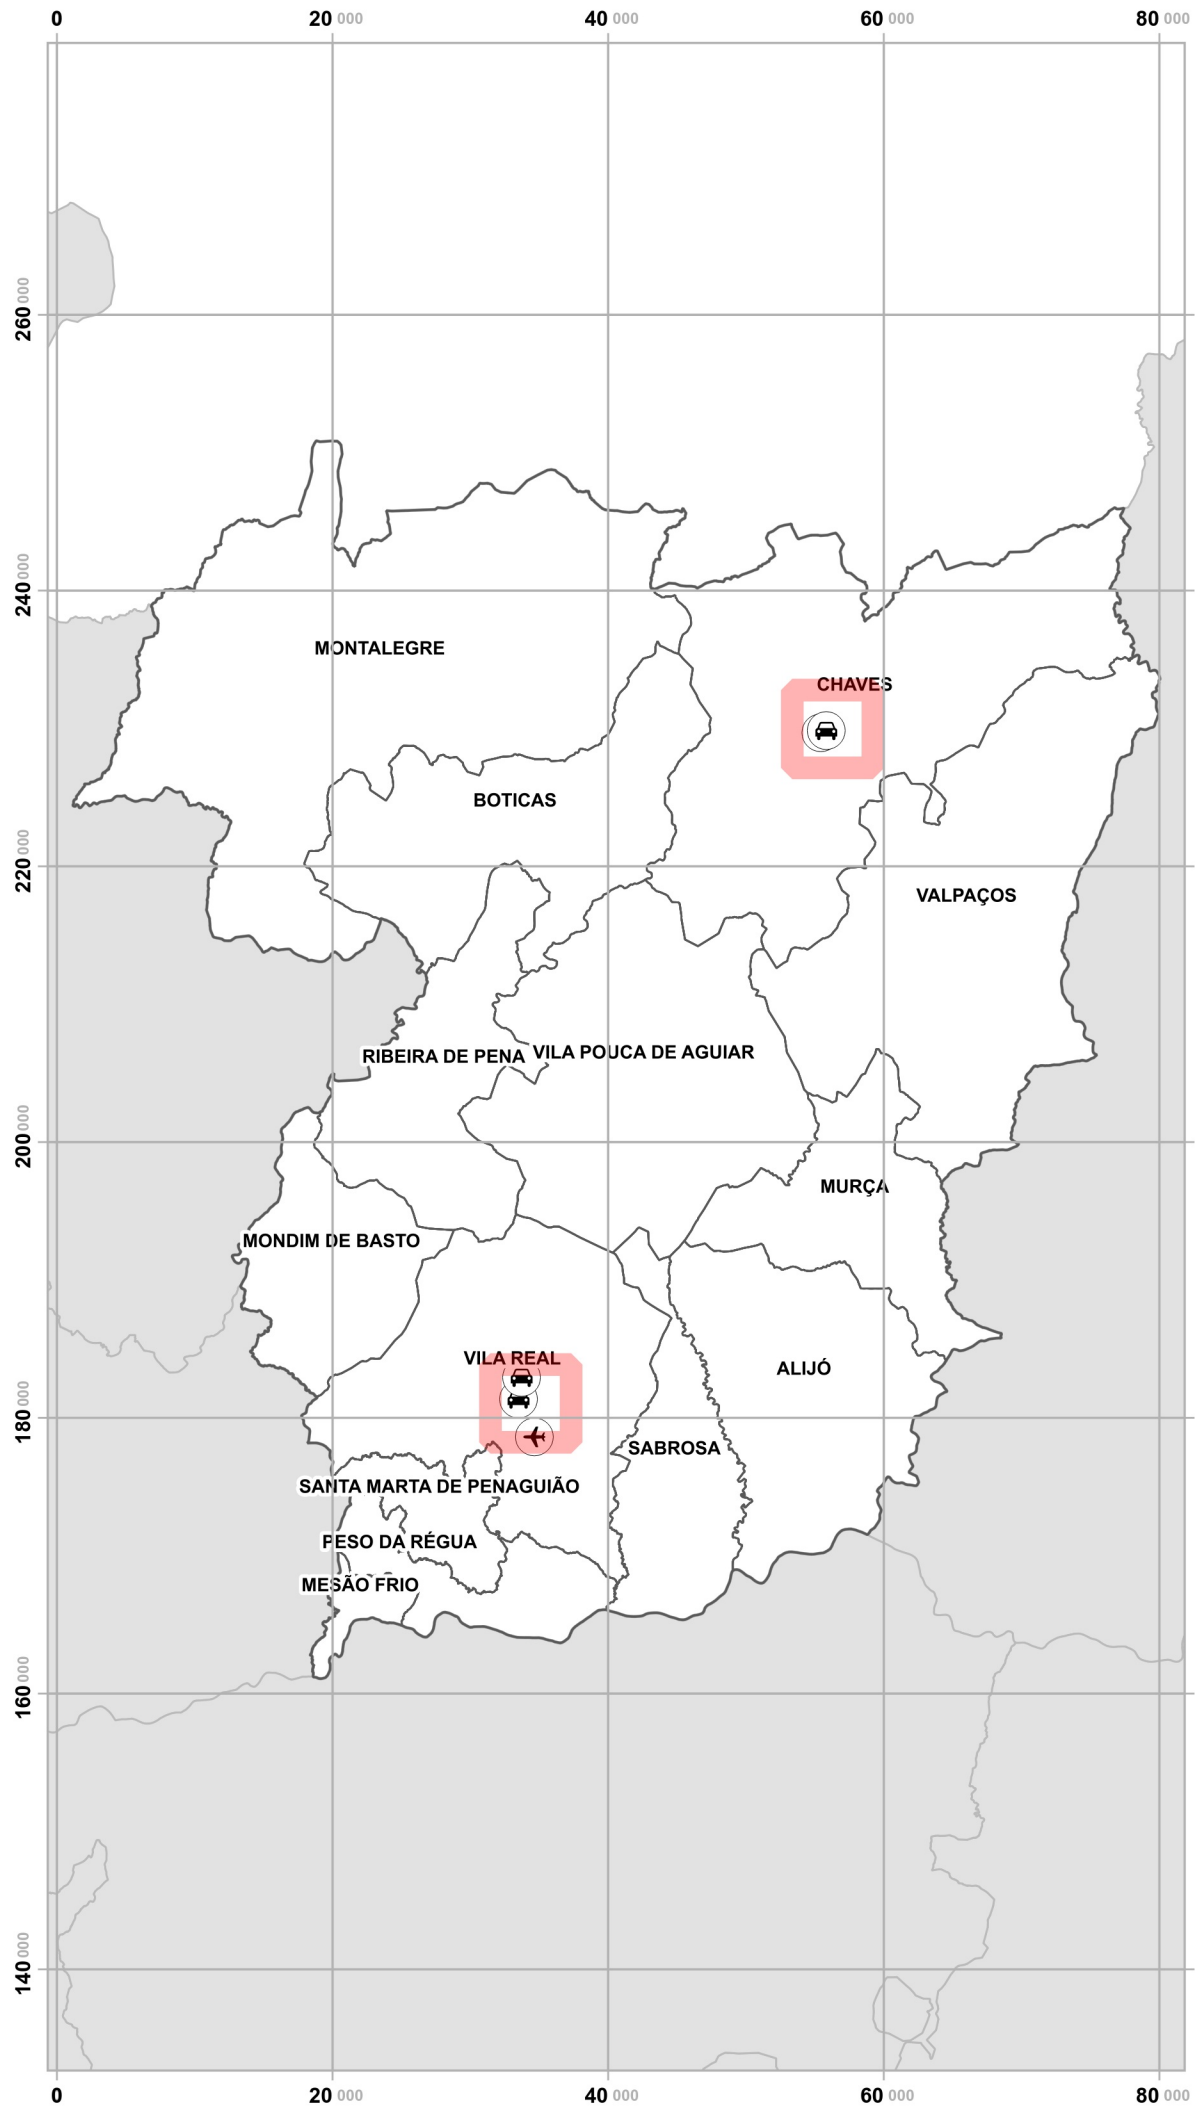 0 20 000 40 000 60 000 80 000
260 000
240 000
MONTALEGRE
CHAVES
BOTICAS
220 000
VALPAÇOS
RIBEIRA DE PENA VILA POUCA DE AGUIAR
200 000
MURÇA
MONDIM DE BASTO
VILA REAL
ALIJÓ
180 000
SABROSA
SANTA MARTA DE PENAGUIÃO
PESO DA RÉGUA
MESÃO FRIO
160 000
140 000
0 20 000 40 000 60 000 80 000